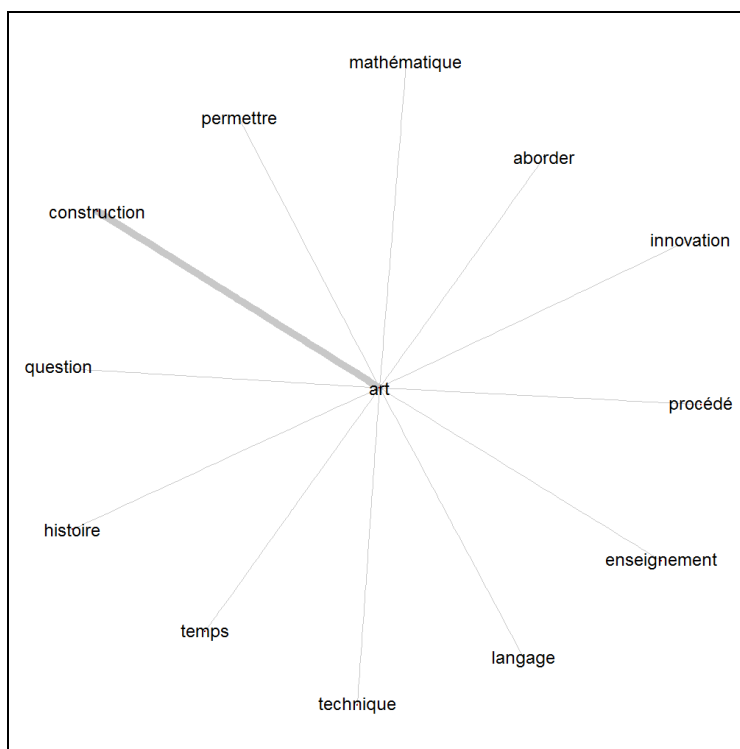 mathématique
permettre
aborder
construction
innovation
question
art
procédé
histoire
enseignement
temps
langage
technique